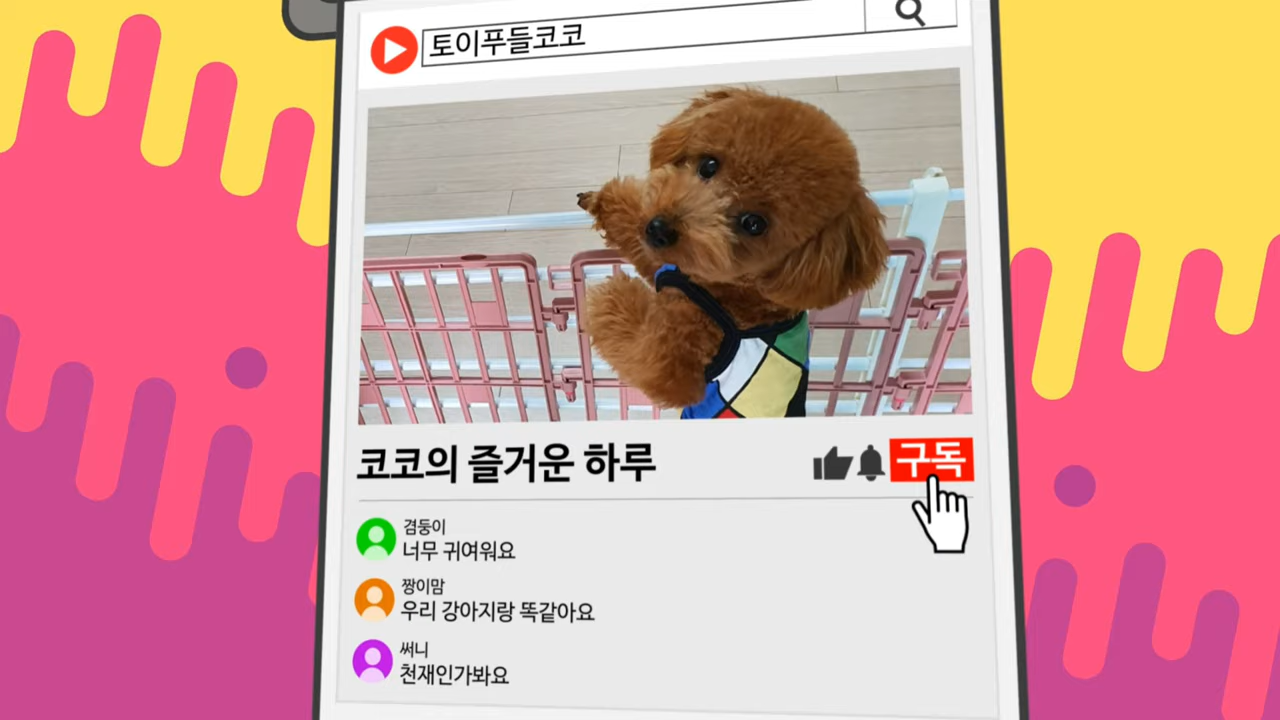 토이푸들코코
코코의 즐거운 하루
구독
겸둥이
너무 귀여워요
짱이맘
우리 강아지랑 똑같아요
써니
천재인가봐요